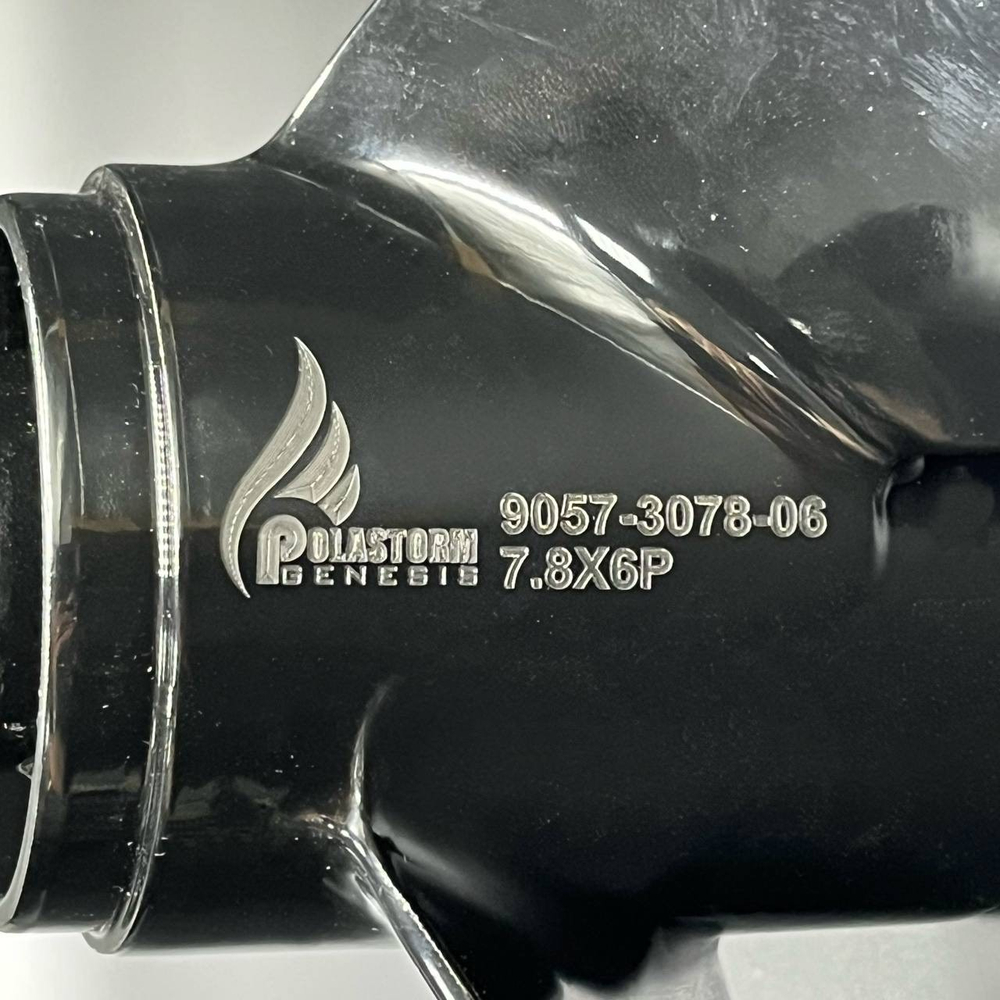 POLASTORM
GENESIS
9057-3078-06
7.8X6P